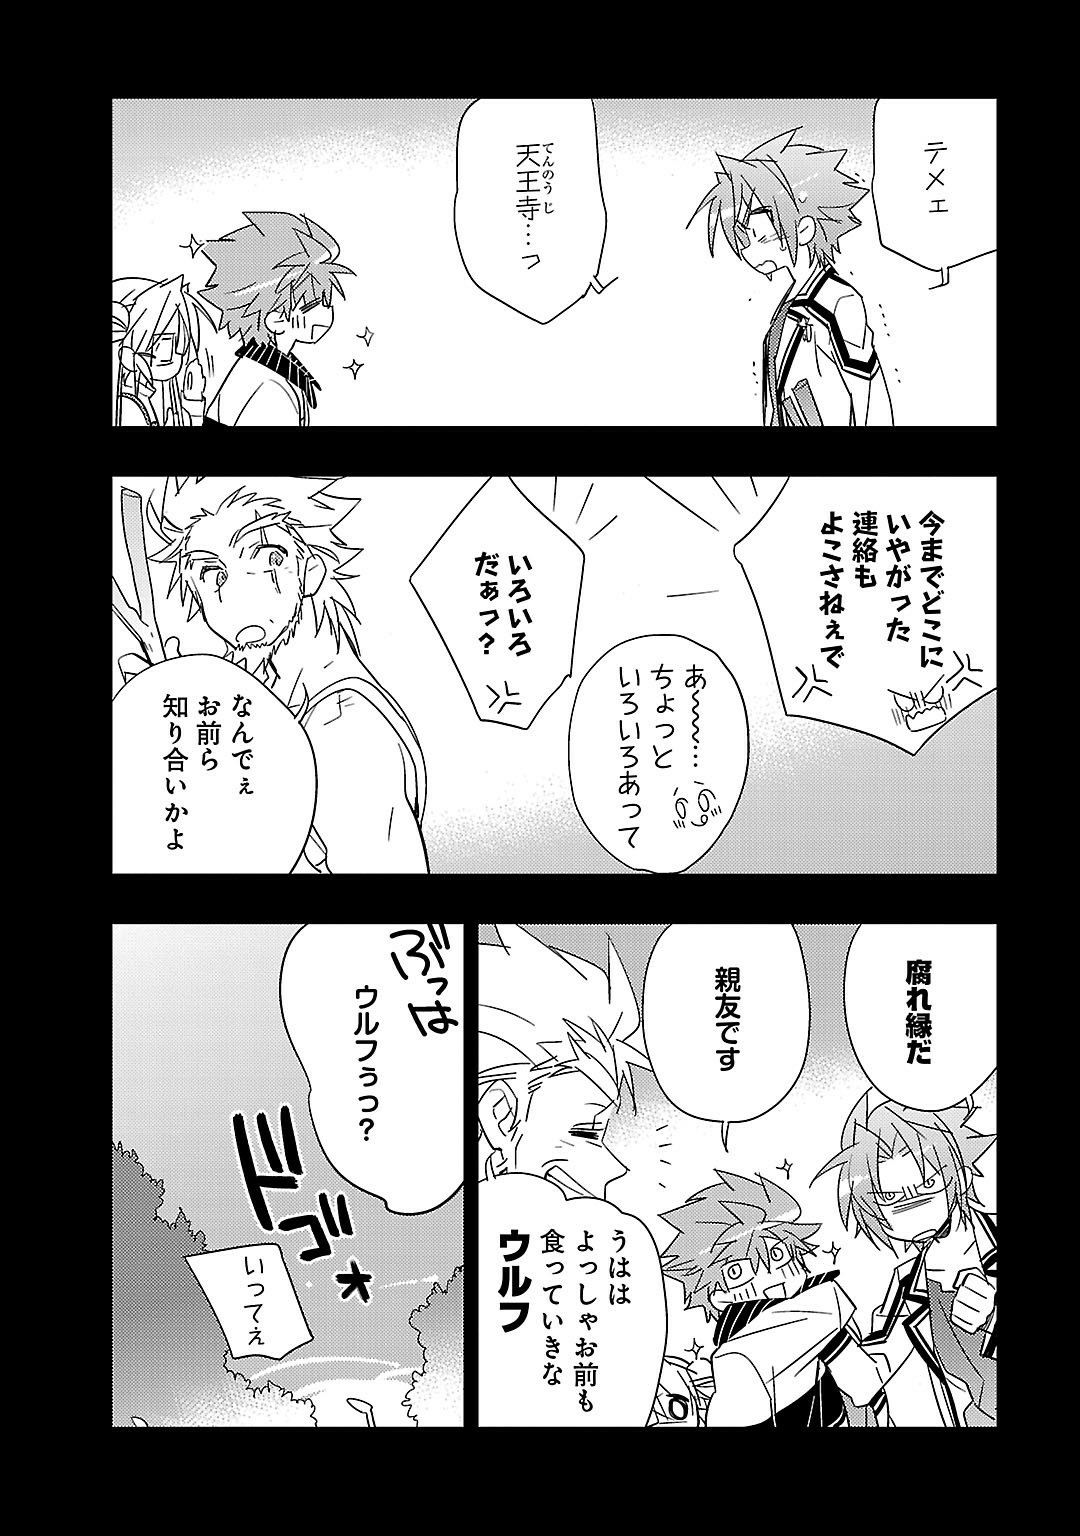 テメェ
天王寺…っ
てんのうじ
今までどこに
いやがった
連絡も
よこさねぇで
あ～～…
ちょっと
いろいろあって
いろいろ
だぁっ？
なんでぇ
お前ら
知り合いかよ
腐れ縁だ
親友です
うはは
よっしゃお前も
食っていきな
ウルフ
ぶっは
ウルフぅっ？
ドゴ
いってぇ